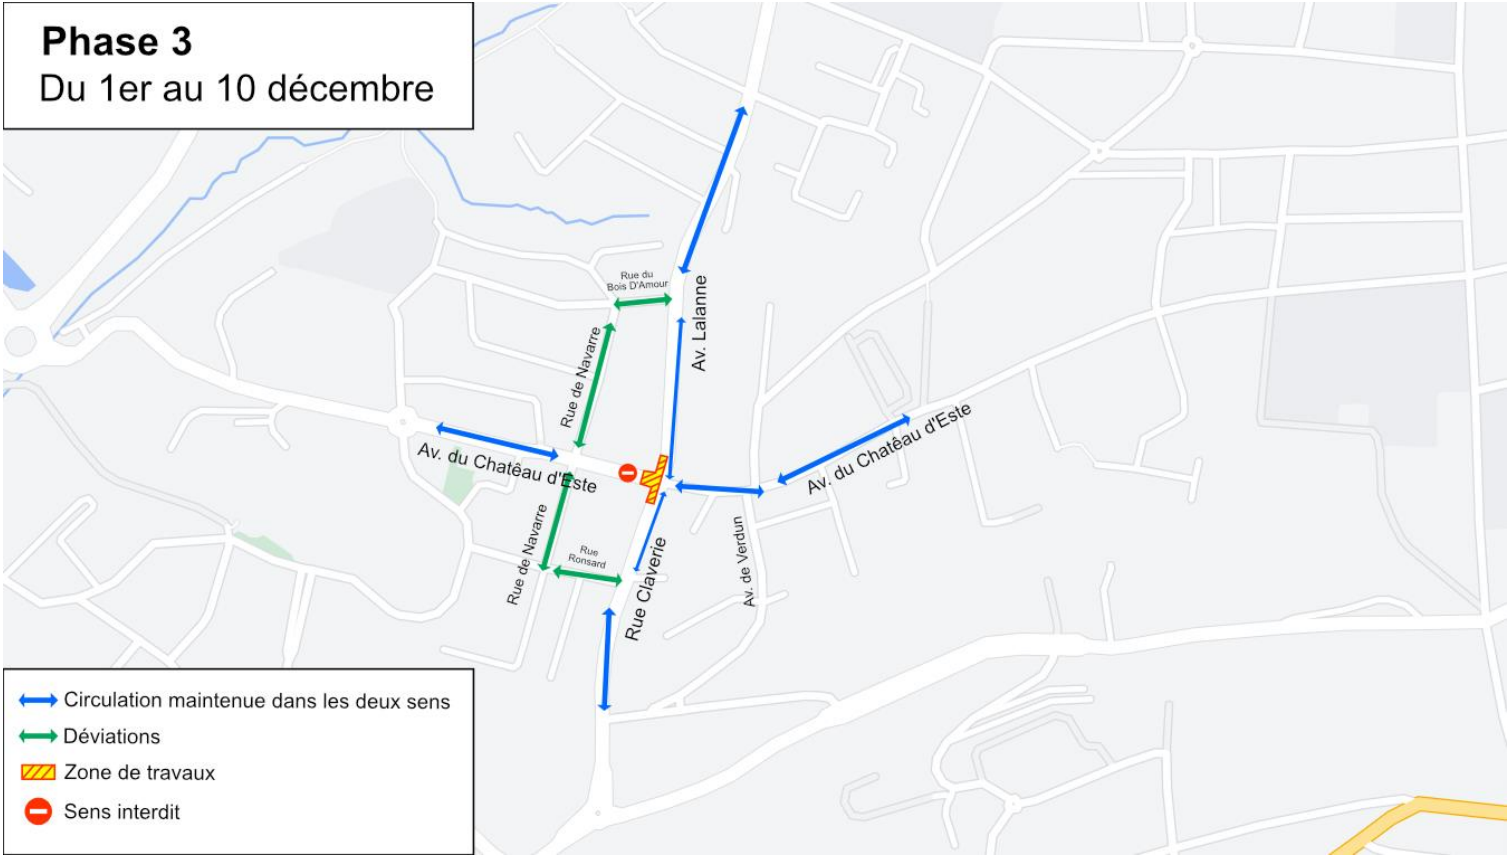 Phase 3
Du 1er au 10 décembre
Rue du
Bois D'Amour
Av. Lalanne
Rue de Navarre
Av. du Chatêau d'Este
Av. du Chatêau d'Este
Rue de Navarre
Rue
Ronsard
Rue Claverie
Av. de Verdun
Circulation maintenue dans les deux sens
Déviations
Zone de travaux
Sens interdit